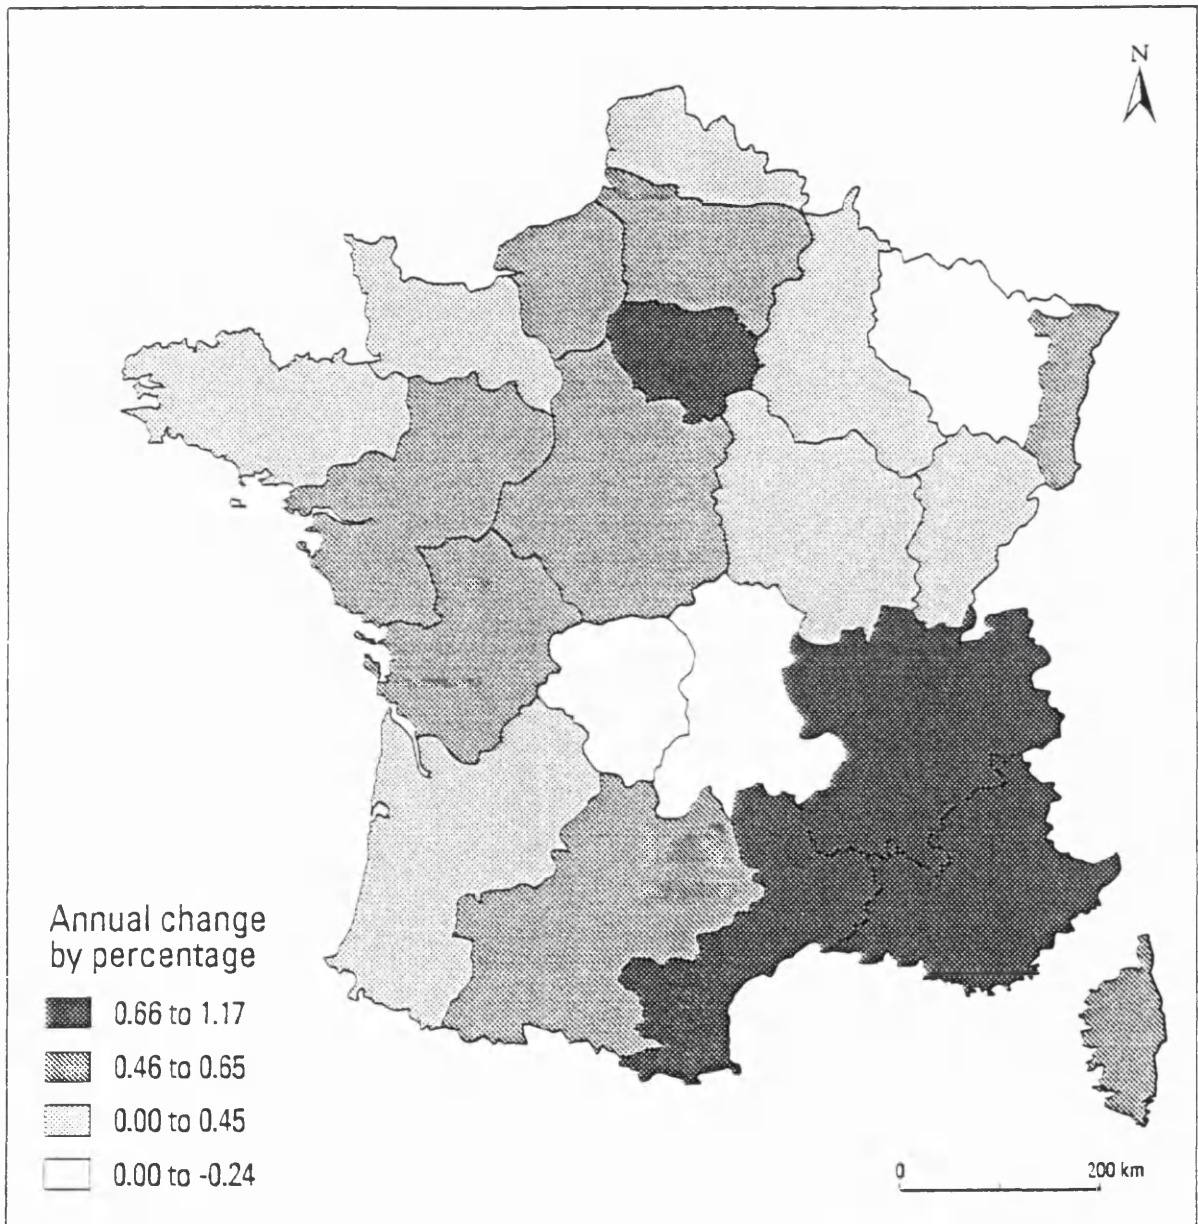 N
Annual change
by percentage
0.66 to 1.17
0.46 to 0.65
0.00 to 0.45
0.00 to -0.24
0 200 km